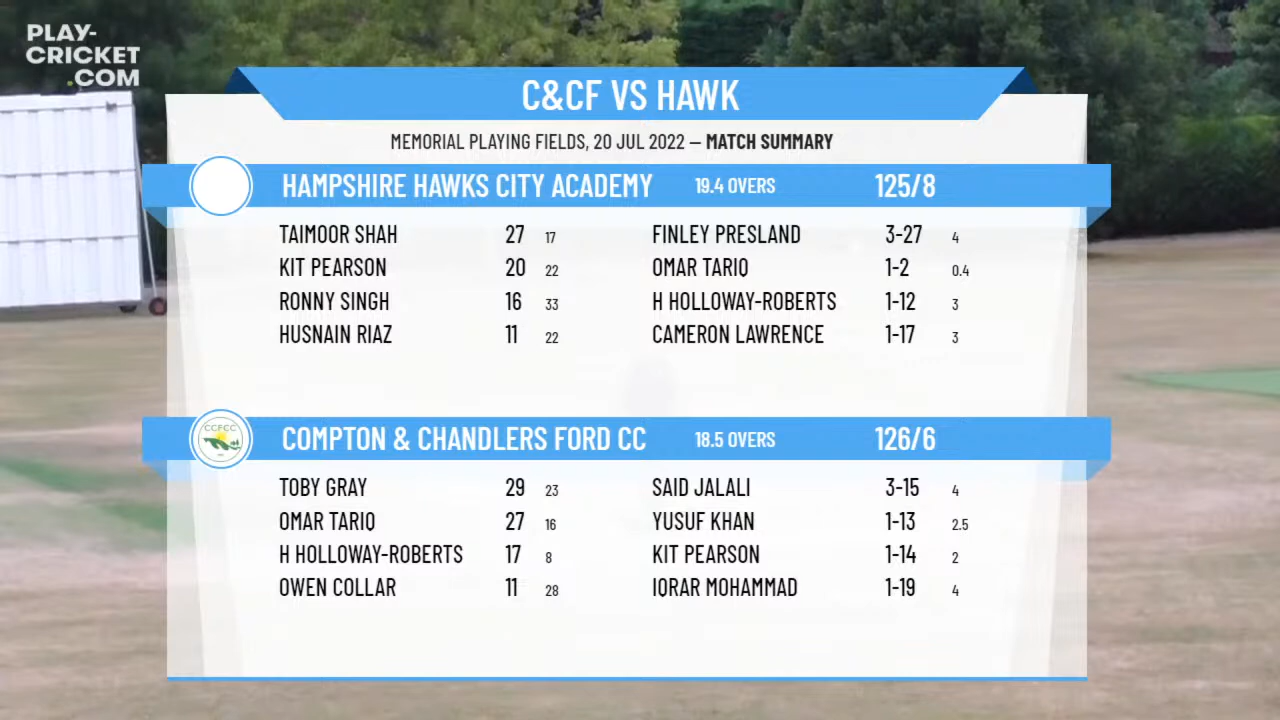 PLAY-
CRICKET
.COM
C&CF VS HAWK
MEMORIAL PLAYING FIELDS, 20 JUL 2022 – MATCH SUMMARY
HAMPSHIRE HAWKS CITY ACADEMY 19.4 OVERS 125/8
TAIMOOR SHAH 27 17 FINLEY PRESLAND 3-27 4
KIT PEARSON 20 22 OMAR TARIQ 1-2 0.4
RONNY SINGH 16 33 H HOLLOWAY-ROBERTS 1-12 3
HUSNAIN RIAZ 11 22 CAMERON LAWRENCE 1-17 3
CCFCC
COMPTON & CHANDLERS FORD CC 18.5 OVERS 126/6
TOBY GRAY 29 23 SAID JALALI 3-15 4
OMAR TARIQ 27 16 YUSUF KHAN 1-13 2.5
H HOLLOWAY-ROBERTS 17 8 KIT PEARSON 1-14 2
OWEN COLLAR 11 28 IQRAR MOHAMMAD 1-19 4